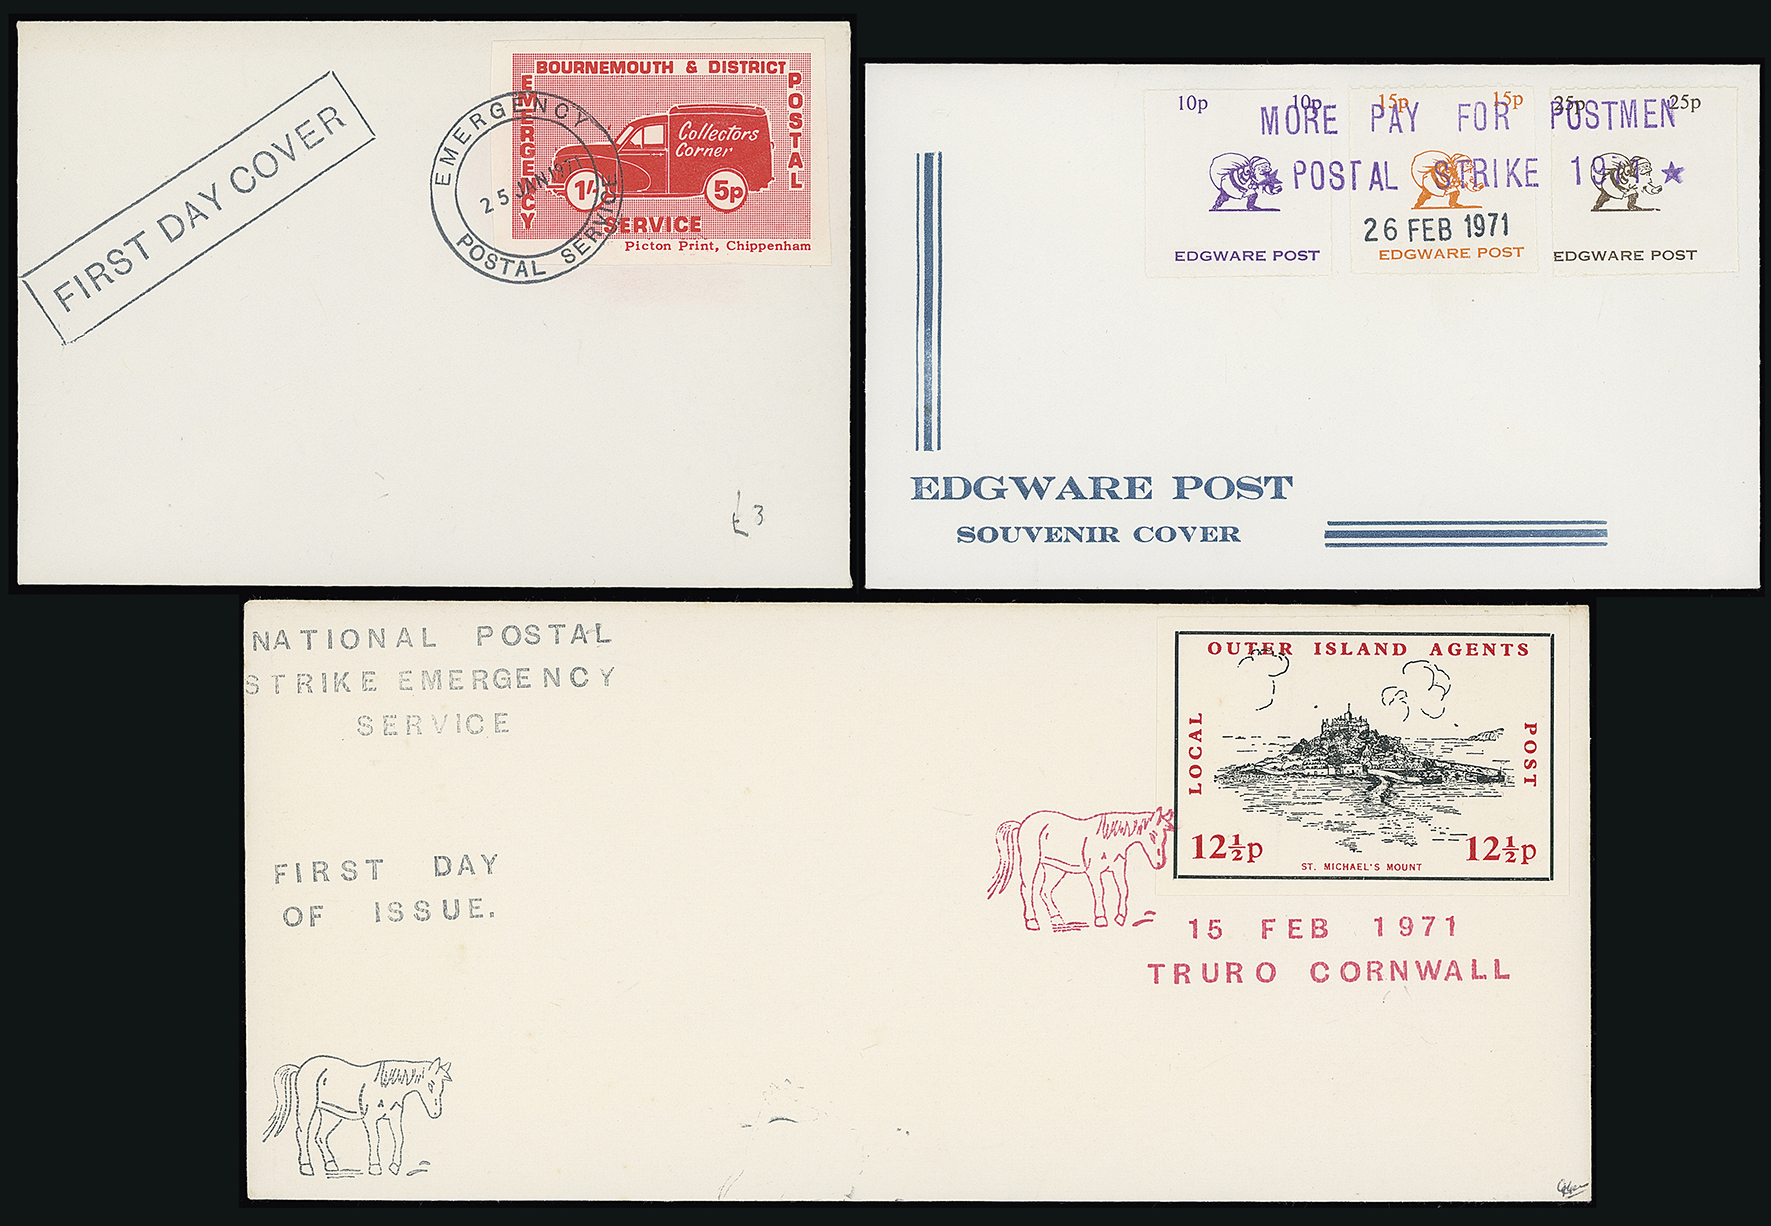 FIRST DAY COVER
BOURNEMOUTH & DISTRICT
EMERGENCY
POSTAL
SERVICE
Collectors
Corner
1/-
5p
Picton Print, Chippenham
EMERGENCY
25 JAN 1971
POSTAL SERVICE
£3
10p 10p 15p 15p 25p 25p
MORE PAY FOR POSTMEN
POSTAL STRIKE 1971 ★
26 FEB 1971
EDGWARE POST EDGWARE POST EDGWARE POST
EDGWARE POST
SOUVENIR COVER
NATIONAL POSTAL
STRIKE EMERGENCY
SERVICE
FIRST DAY
OF ISSUE.
OUTER ISLAND AGENTS
LOCAL
POST
12½p 12½p
ST. MICHAEL'S MOUNT
15 FEB 1971
TRURO CORNWALL